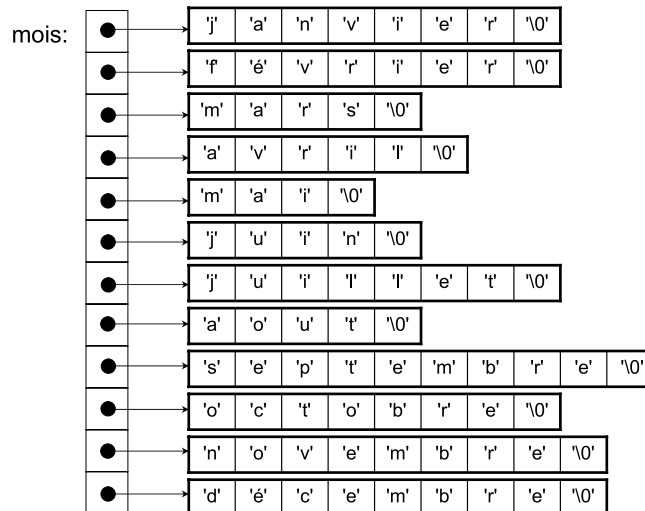 mois: 'j' 'a' 'n' 'v' 'i' 'e' 'r' '\0'
'f' 'é' 'v' 'r' 'i' 'e' 'r' '\0'
'm' 'a' 'r' 's' '\0'
'a' 'v' 'r' 'i' 'l' '\0'
'm' 'a' 'i' '\0'
'j' 'u' 'i' 'n' '\0'
'j' 'u' 'i' 'l' 'l' 'e' 't' '\0'
'a' 'o' 'u' 't' '\0'
's' 'e' 'p' 't' 'e' 'm' 'b' 'r' 'e' '\0'
'o' 'c' 't' 'o' 'b' 'r' 'e' '\0'
'n' 'o' 'v' 'e' 'm' 'b' 'r' 'e' '\0'
'd' 'é' 'c' 'e' 'm' 'b' 'r' 'e' '\0'